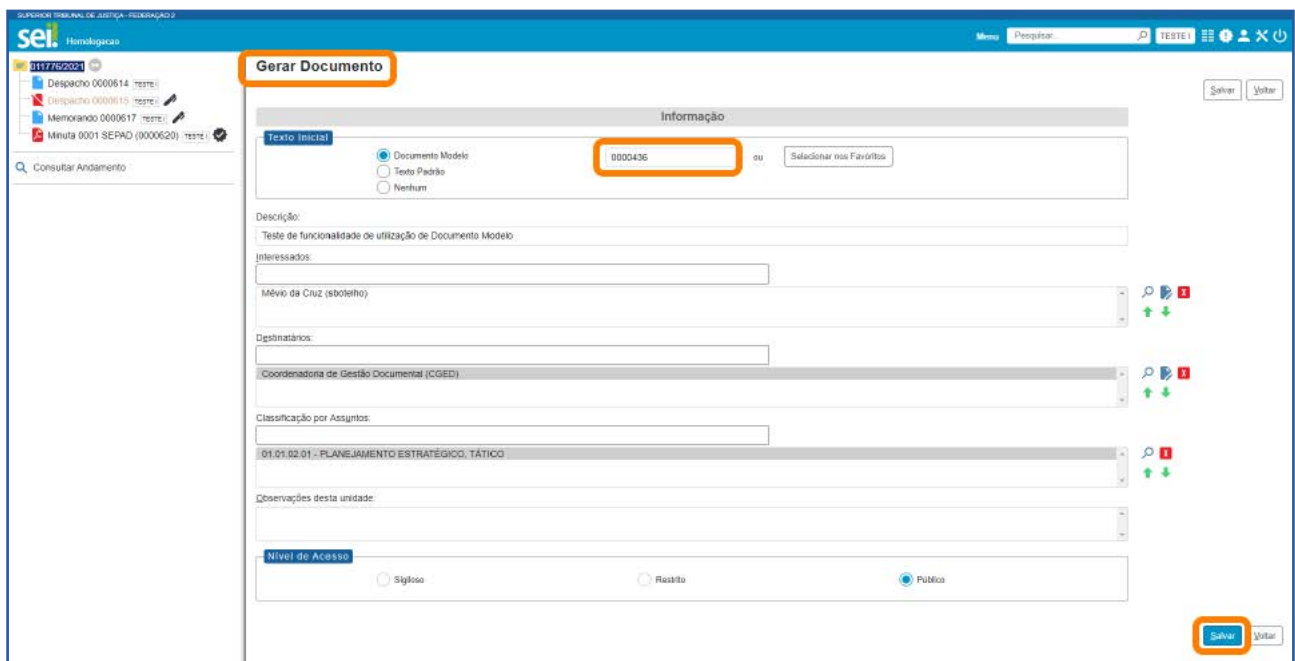 SUPERIOR TRIBUNAL DE JUSTIÇA - FEDERAÇÃO 2
sei. Homologacao
Menu Pesquisar... TESTE I
011776/2021
Despacho 0000614 TESTE I
Despacho 0000615 TESTE I
Memorando 0000617 TESTE I
Minuta 0001 SEPAD (0000620) TESTE I
Consultar Andamento
Gerar Documento
Salvar Voltar
Informação
Texto Inicial
Documento Modelo 0000436 ou Selecionar nos Favoritos
Texto Padrão
Nenhum
Descrição:
Teste de funcionalidade de utilização de Documento Modelo
Interessados:
Mévio da Cruz (sbotelho)
Destinatários:
Coordenadoria de Gestão Documental (CGED)
Classificação por Assuntos:
01.01.02.01 - PLANEJAMENTO ESTRATÉGICO, TÁTICO
Observações desta unidade:
Nível de Acesso
Sigiloso Restrito Público
Salvar Voltar